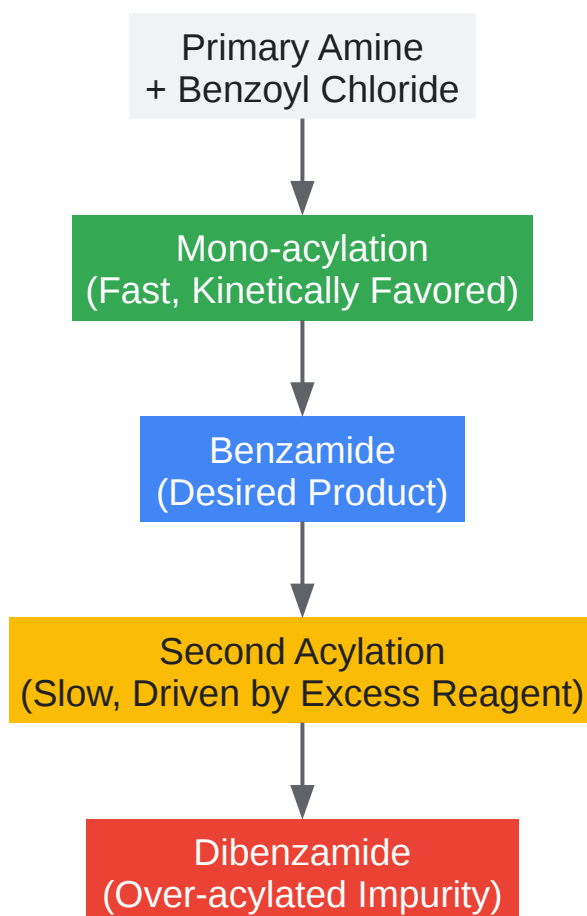 Primary Amine
+ Benzoyl Chloride
Mono-acylation
(Fast, Kinetically Favored)
Benzamide
(Desired Product)
Second Acylation
(Slow, Driven by Excess Reagent)
Dibenzamide
(Over-acylated Impurity)